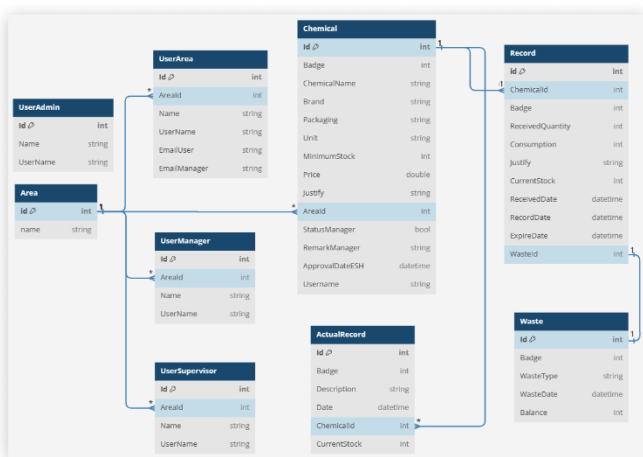 UserAdmin
Id int
Name string
UserName string
Area
id int
name string
UserArea
Id int
AreaId int
Name string
UserName string
EmailUser string
EmailManager string
UserManager
Id int
AreaId int
Name string
UserName string
UserSupervisor
Id int
AreaId int
Name string
UserName string
Chemical
Id int
Badge int
ChemicalName string
Brand string
Packaging string
Unit string
MinimumStock int
Price double
Justify string
AreaId int
StatusManager bool
RemarkManager string
ApprovalDateESH datetime
Username string
ActualRecord
Id int
Badge int
Description string
Date datetime
ChemicalId int
CurrentStock int
Record
Id int
ChemicalId int
Badge int
ReceivedQuantity int
Consumption int
Justify string
CurrentStock int
ReceivedDate datetime
RecordDate datetime
ExpireDate datetime
WasteId int
Waste
Id int
Badge int
WasteType string
WasteDate datetime
Balance int
1
*
*
*
*
1
1
*
1
1